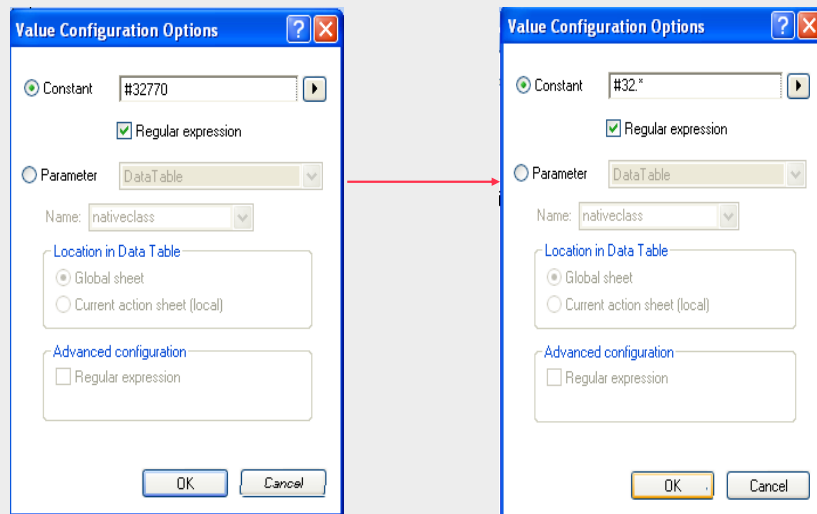 Value Configuration Options
Constant
#32770
Regular expression
Parameter
DataTable
Name:
nativeclass
Location in Data Table
Global sheet
Current action sheet (local)
Advanced configuration
Regular expression
OK
Cancel
Value Configuration Options
Constant
#32.*
Regular expression
Parameter
DataTable
Name:
nativeclass
Location in Data Table
Global sheet
Current action sheet (local)
Advanced configuration
Regular expression
OK
Cancel